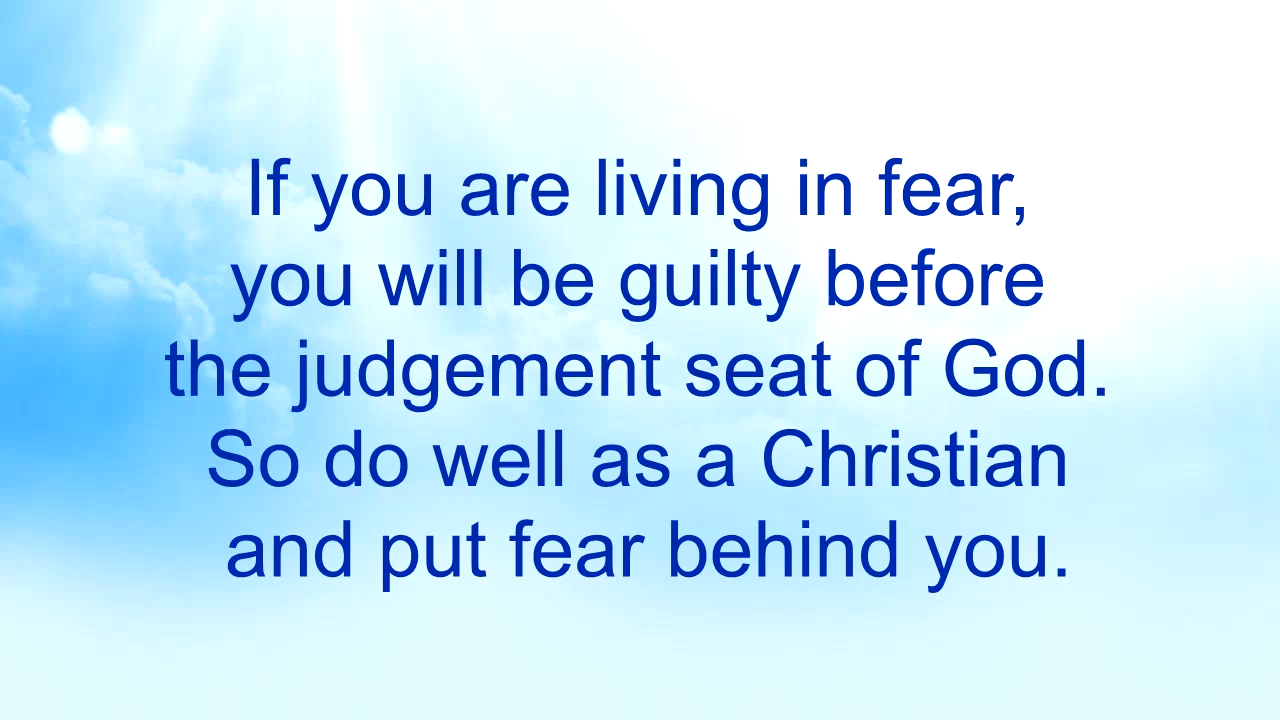 If you are living in fear,
you will be guilty before
the judgement seat of God.
So do well as a Christian
and put fear behind you.